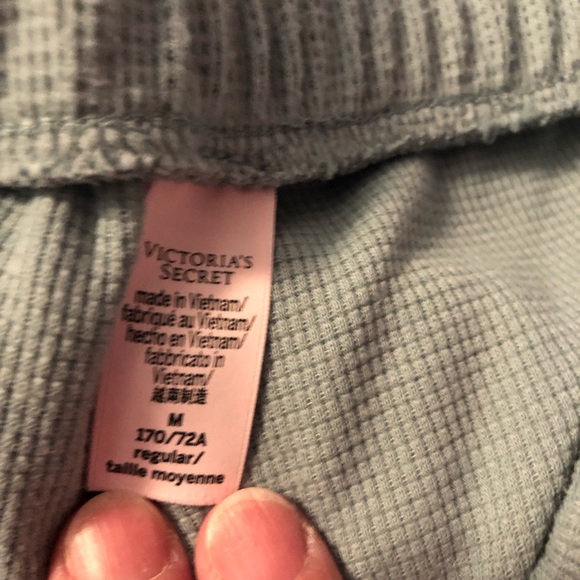 VICTORIA'S
SECRET
made in Vietnam/
fabriqué au Vietnam/
hecho en Vietnam/
fabbricato in
Vietnam/
越南制造
M
170/72A
regular/
taille moyenne